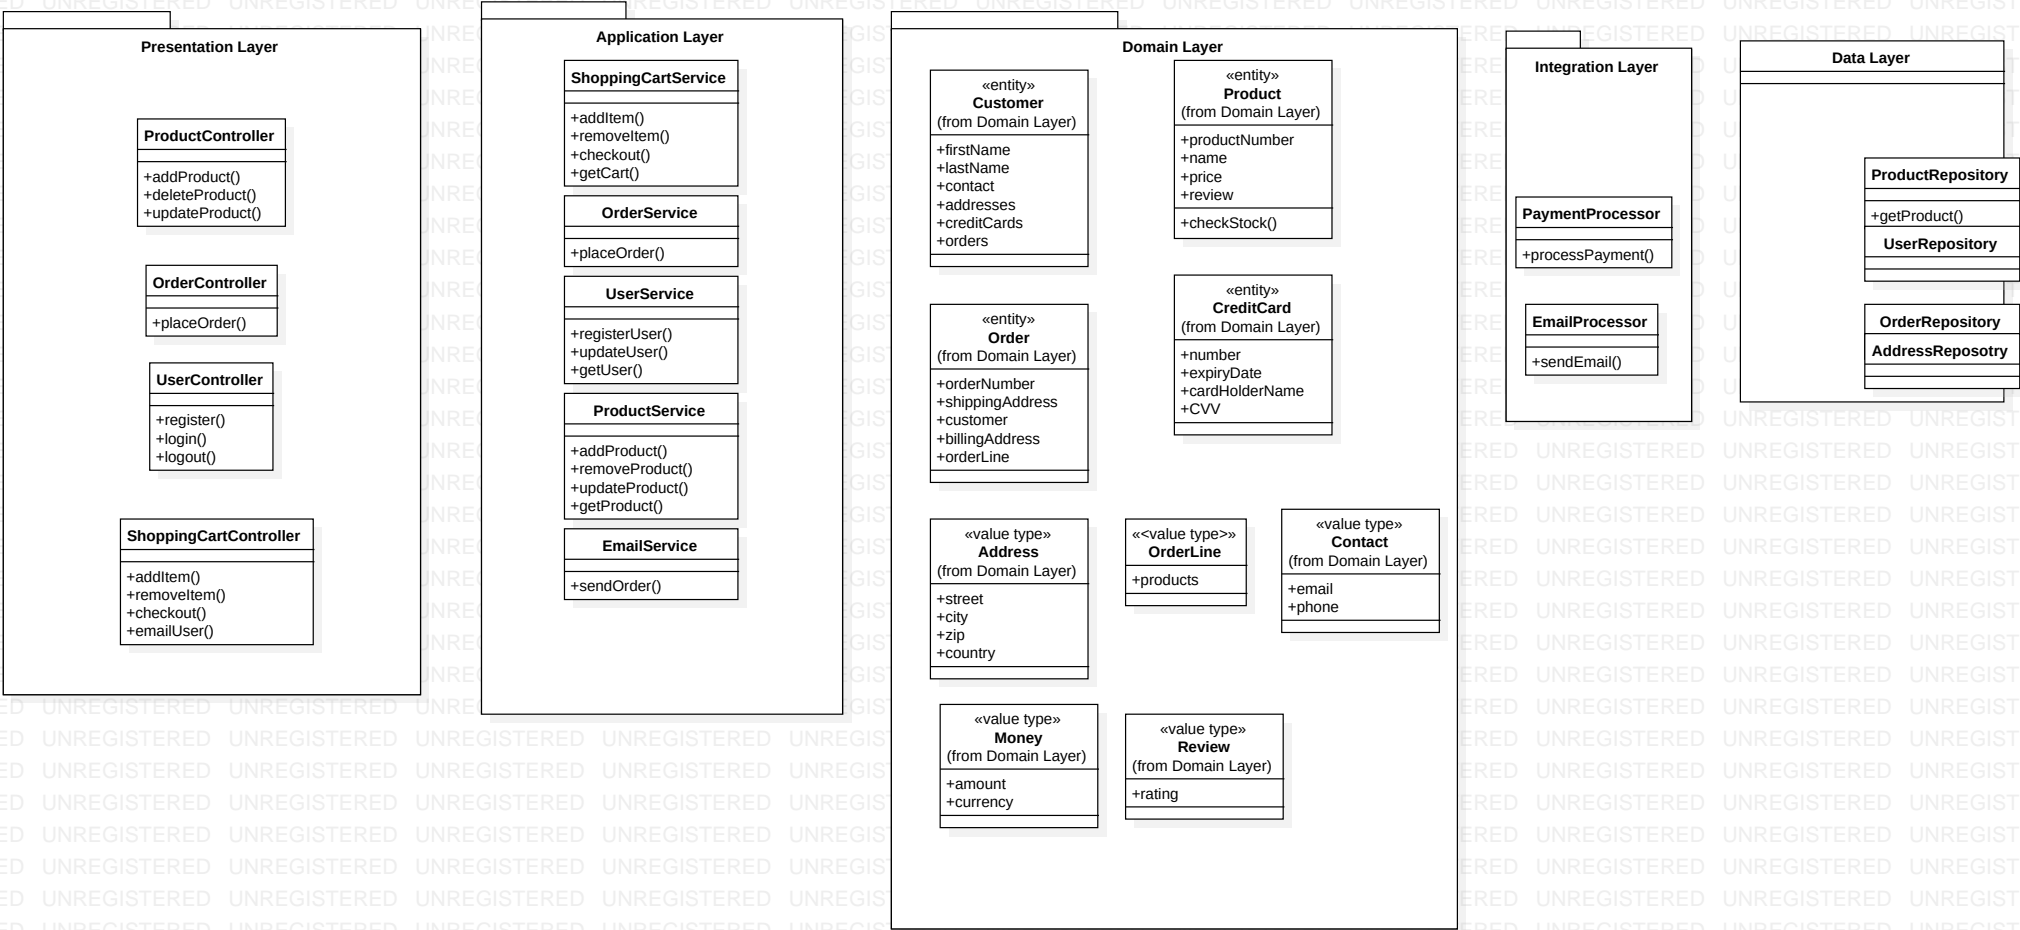 Presentation Layer
ProductController
+addProduct()
+deleteProduct()
+updateProduct()
OrderController
+placeOrder()
UserController
+register()
+login()
+logout()
ShoppingCartController
+addItem()
+removeItem()
+checkout()
+emailUser()
Application Layer
ShoppingCartService
+addItem()
+removeItem()
+checkout()
+getCart()
OrderService
+placeOrder()
UserService
+registerUser()
+updateUser()
+getUser()
ProductService
+addProduct()
+removeProduct()
+updateProduct()
+getProduct()
EmailService
+sendOrder()
Domain Layer
«entity»
Customer
(from Domain Layer)
+firstName
+lastName
+contact
+addresses
+creditCards
+orders
«entity»
Product
(from Domain Layer)
+productNumber
+name
+price
+review
+checkStock()
«entity»
Order
(from Domain Layer)
+orderNumber
+shippingAddress
+customer
+billingAddress
+orderLine
«entity»
CreditCard
(from Domain Layer)
+number
+expiryDate
+cardHolderName
+CVV
«value type»
Address
(from Domain Layer)
+street
+city
+zip
+country
«<value type>»
OrderLine
+products
«value type»
Contact
(from Domain Layer)
+email
+phone
«value type»
Money
(from Domain Layer)
+amount
+currency
«value type»
Review
(from Domain Layer)
+rating
Integration Layer
PaymentProcessor
+processPayment()
EmailProcessor
+sendEmail()
Data Layer
ProductRepository
+getProduct()
UserRepository
OrderRepository
AddressReposotry
UNREGISTERED